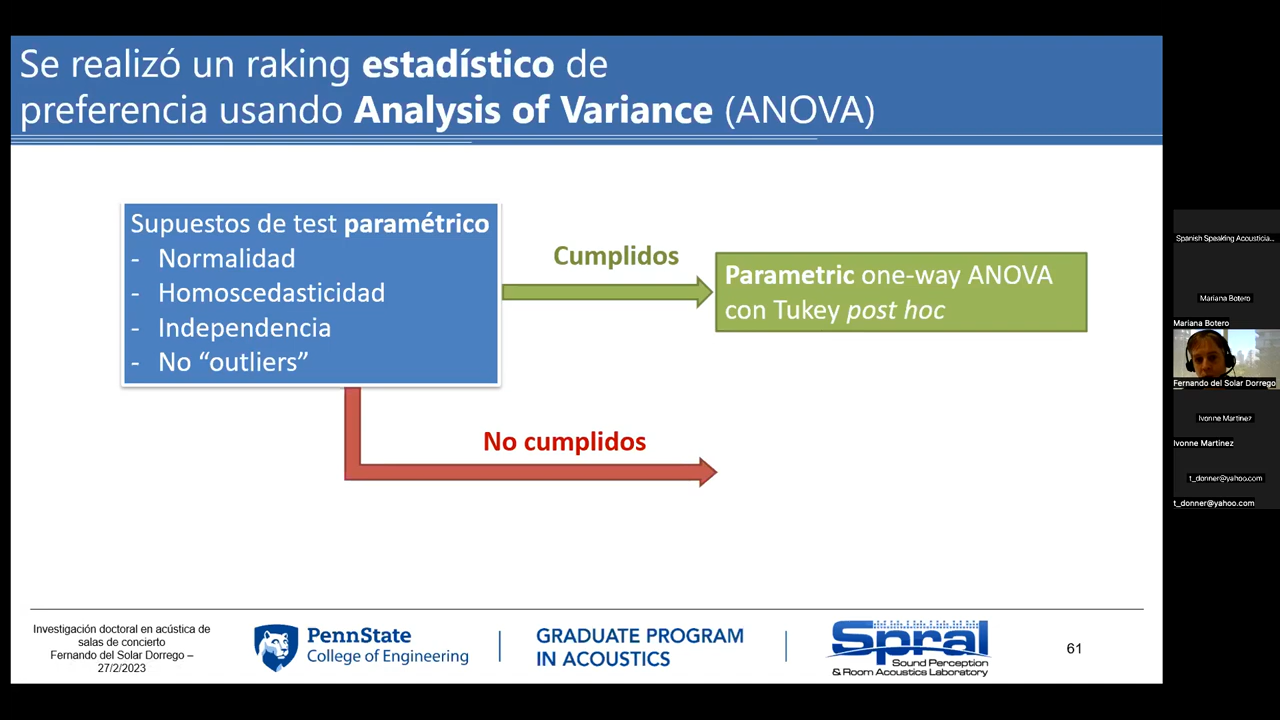 Se realizó un raking estadístico de
preferencia usando Analysis of Variance (ANOVA)
Supuestos de test paramétrico
- Normalidad
- Homoscedasticidad
- Independencia
- No “outliers”
Cumplidos
Parametric one-way ANOVA
con Tukey post hoc
No cumplidos
Investigación doctoral en acústica de
salas de concierto
Fernando del Solar Dorrego –
27/2/2023
PennState
College of Engineering
GRADUATE PROGRAM
IN ACOUSTICS
Spral
Sound Perception
& Room Acoustics Laboratory
61
Spanish Speaking Acousticia...
Mariana Botero
Mariana Botero
Fernando del Solar Dorrego
Ivonne Martinez
Ivonne Martinez
t_donner@yahoo.com
t_donner@yahoo.com